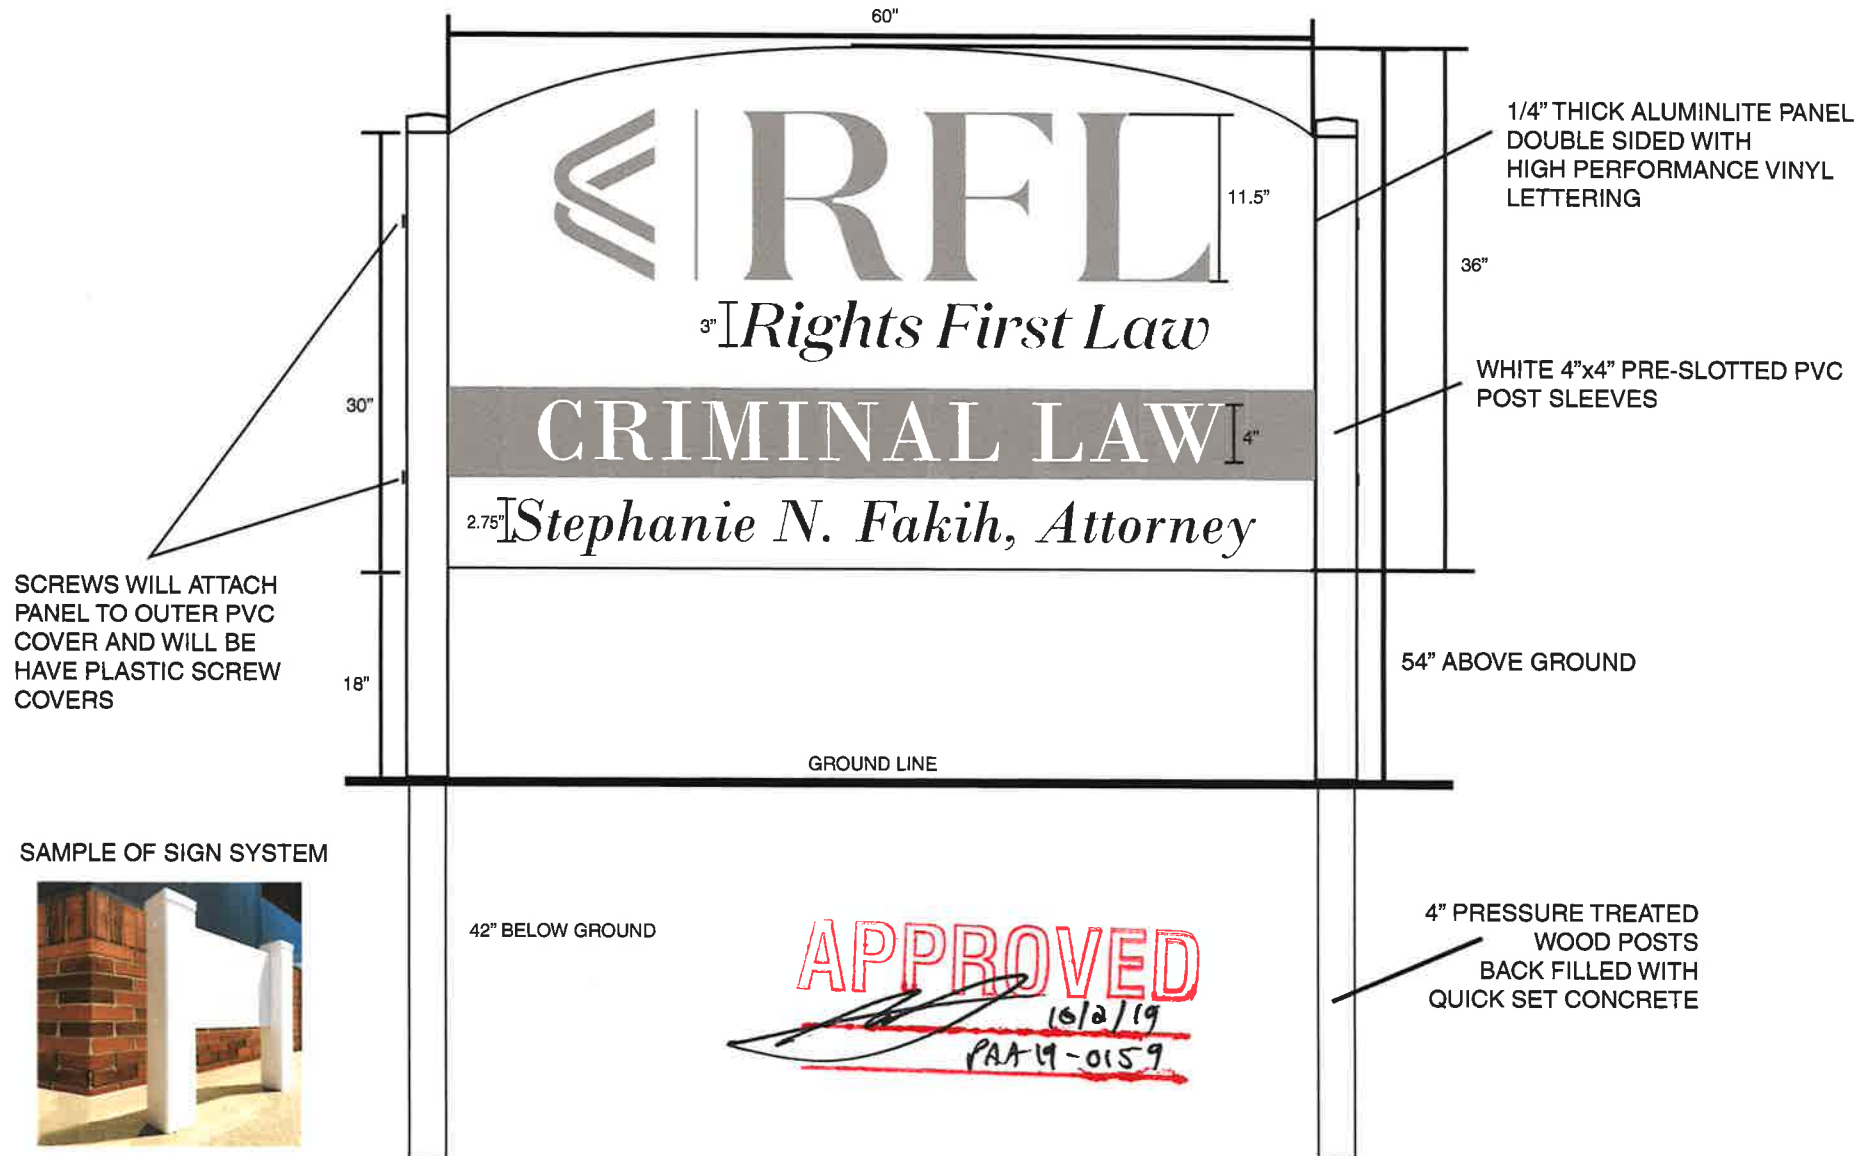 60"
1/4" THICK ALUMINLITE PANEL
DOUBLE SIDED WITH
HIGH PERFORMANCE VINYL
LETTERING
RFL
11.5"
36"
3"
Rights First Law
WHITE 4"x4" PRE-SLOTTED PVC
POST SLEEVES
30"
CRIMINAL LAW
4"
2.75"
Stephanie N. Fakih, Attorney
SCREWS WILL ATTACH
PANEL TO OUTER PVC
COVER AND WILL BE
HAVE PLASTIC SCREW
COVERS
18"
54" ABOVE GROUND
GROUND LINE
SAMPLE OF SIGN SYSTEM
42" BELOW GROUND
APPROVED
10/2/19
PAA19-0159
4" PRESSURE TREATED
WOOD POSTS
BACK FILLED WITH
QUICK SET CONCRETE